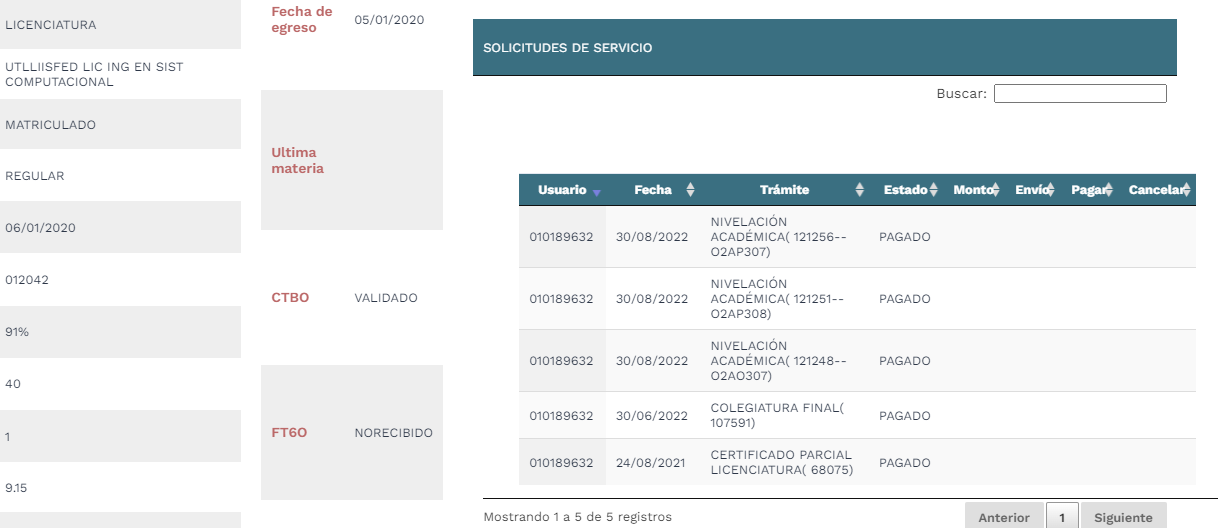 LICENCIATURA
UTLLIISFED LIC ING EN SIST
COMPUTACIONAL
MATRICULADO
REGULAR
06/01/2020
012042
91%
40
1
9.15
Fecha de
egreso
05/01/2020
Ultima
materia
CTBO VALIDADO
FT6O NORECIBIDO
SOLICITUDES DE SERVICIO
Buscar:
Usuario Fecha Trámite Estado Monto Envío Pagar Cancelar
010189632 30/08/2022 NIVELACIÓN
ACADÉMICA( 121256--
O2AP307) PAGADO
010189632 30/08/2022 NIVELACIÓN
ACADÉMICA( 121251--
O2AP308) PAGADO
010189632 30/08/2022 NIVELACIÓN
ACADÉMICA( 121248--
O2AO307) PAGADO
010189632 30/06/2022 COLEGIATURA FINAL(
107591) PAGADO
010189632 24/08/2021 CERTIFICADO PARCIAL
LICENCIATURA( 68075) PAGADO
Mostrando 1 a 5 de 5 registros
Anterior 1 Siguiente